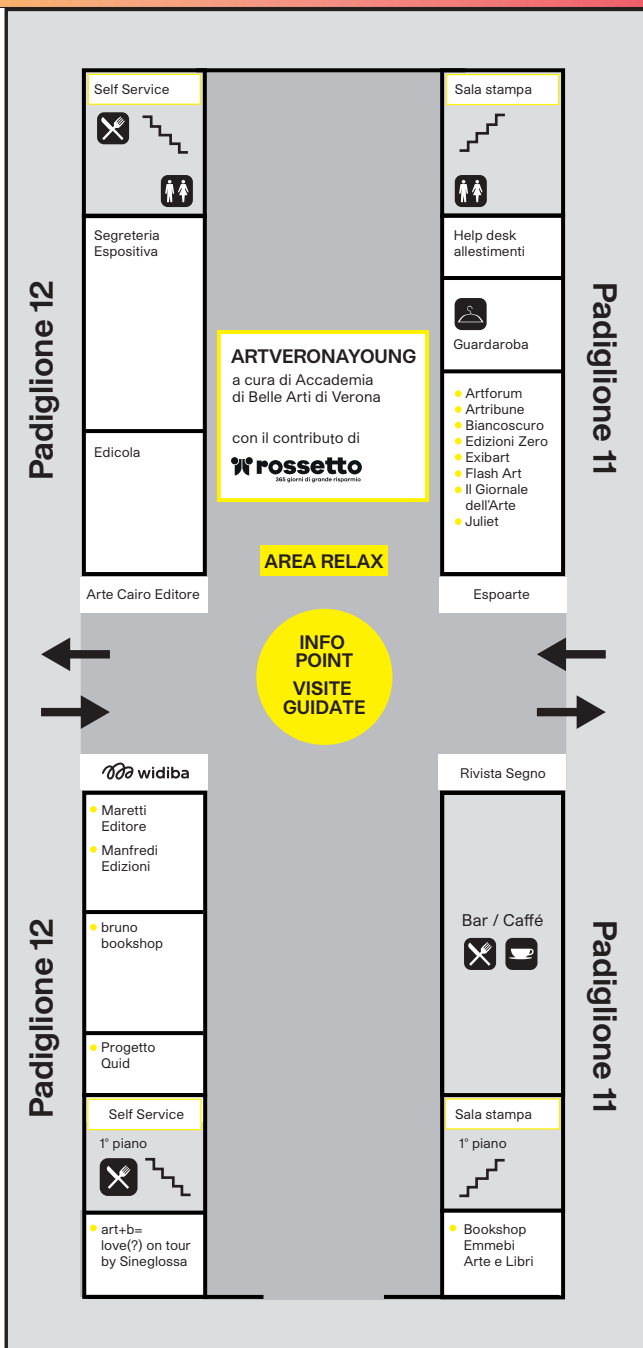 Self Service
Segreteria
Espositiva
Edicola
Arte Cairo Editore
Padiglione 12
ARTVERONAYOUNG
a cura di Accademia
di Belle Arti di Verona
con il contributo di
rossetto
365 giorni di grande risparmio
AREA RELAX
INFO
POINT
VISITE
GUIDATE
Sala stampa
Help desk
allestimenti
Guardaroba
Artforum
Artribune
Biancoscuro
Edizioni Zero
Exibart
Flash Art
Il Giornale
dell'Arte
Juliet
Espoarte
Padiglione 11
widiba
Maretti
Editore
Manfredi
Edizioni
bruno
bookshop
Progetto
Quid
Self Service
1° piano
art+b=
love(?) on tour
by Sineglossa
Padiglione 12
Rivista Segno
Bar / Caffé
Sala stampa
1° piano
Bookshop
Emmebi
Arte e Libri
Padiglione 11